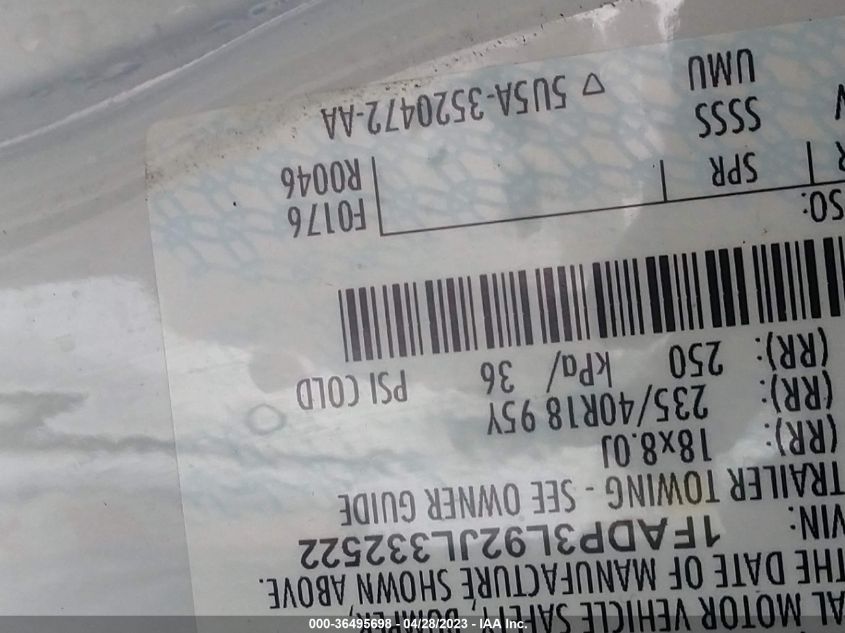 AL MOTOR VEHICLE SAFETY, BUMPER,
THE DATE OF MANUFACTURE SHOWN ABOVE.
VIN: 1FADP3L92JL332522
TRAILER TOWING - SEE OWNER GUIDE
(RR): 18x8.0J
(RR): 235/40R18 95Y
(RR): 250 kPa/ 36 PSI COLD
SO: F0176
R SPR R0046
SSSS
UMU ▽ 5U5A-3520472-AA
000-36495698 - 04/28/2023 - IAA Inc.